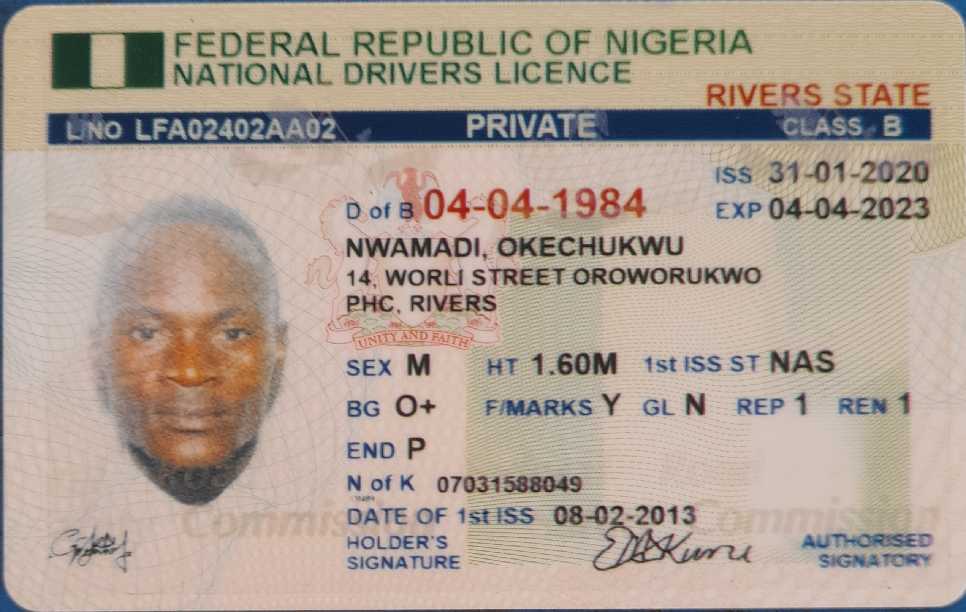 FEDERAL REPUBLIC OF NIGERIA
NATIONAL DRIVERS LICENCE
RIVERS STATE
L/NO LFA02402AA02 PRIVATE CLASS B
ISS 31-01-2020
D of B 04-04-1984 EXP 04-04-2023
NWAMADI, OKECHUKWU
14, WORLI STREET OROWORUKWO
PHC, RIVERS
UNITY AND FAITH
SEX M HT 1.60M 1st ISS ST NAS
BG O+ F/MARKS Y GL N REP 1 REN 1
END P
N of K 07031588049
DATE OF 1st ISS 08-02-2013
Commission
HOLDER'S SIGNATURE
AUTHORISED SIGNATORY